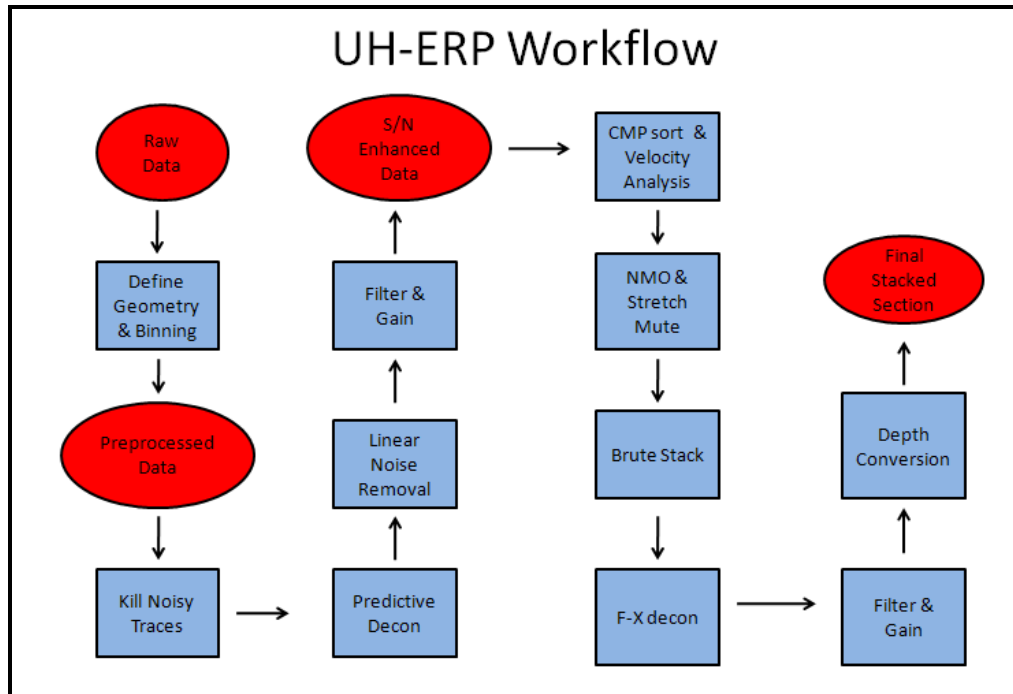 UH-ERP Workflow
Raw
Data
Define
Geometry
& Binning
Preprocessed
Data
Kill Noisy
Traces
Predictive
Decon
Linear
Noise
Removal
Filter &
Gain
S/N
Enhanced
Data
CMP sort &
Velocity
Analysis
NMO &
Stretch
Mute
Brute Stack
F-X decon
Filter &
Gain
Depth
Conversion
Final
Stacked
Section